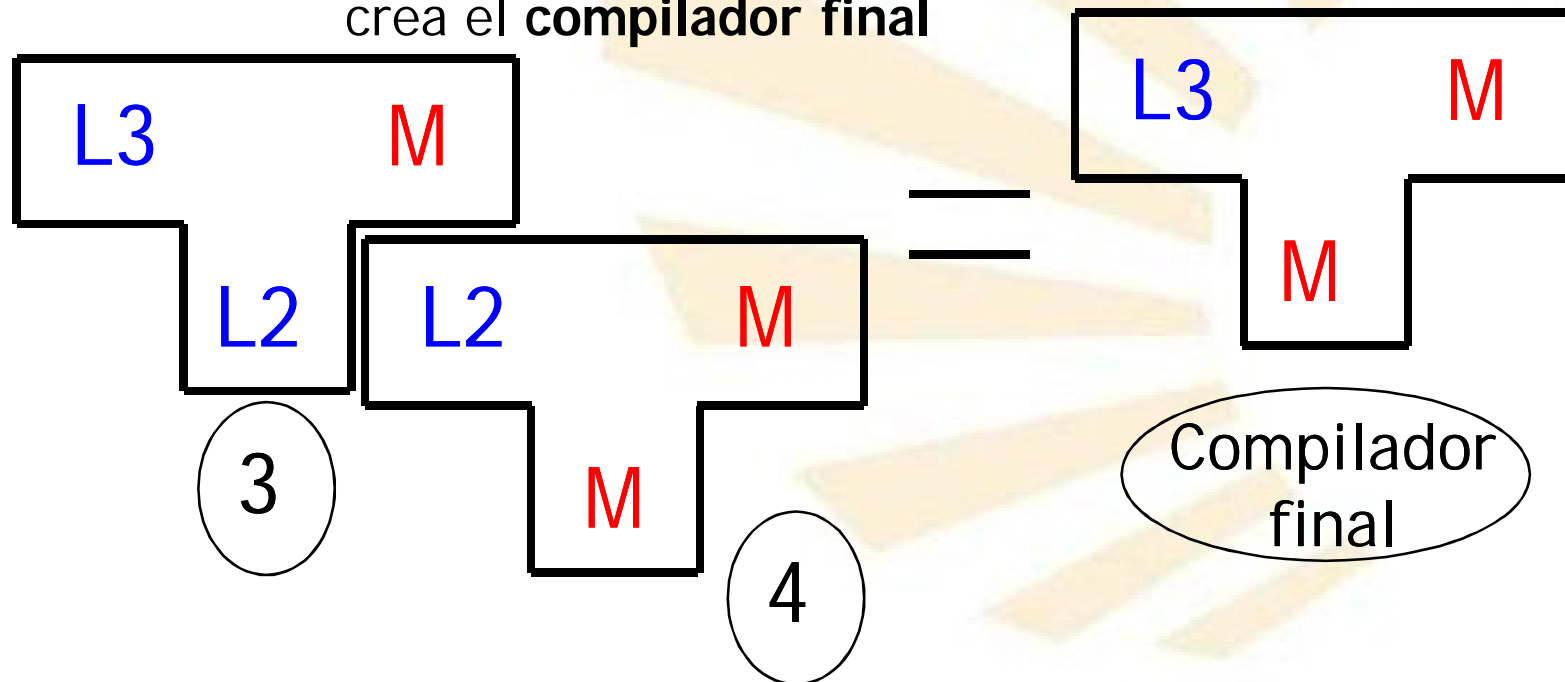 crea el compilador final
L3 M
L2
L2 M
M
3
4
L3 M
M
Compilador
final